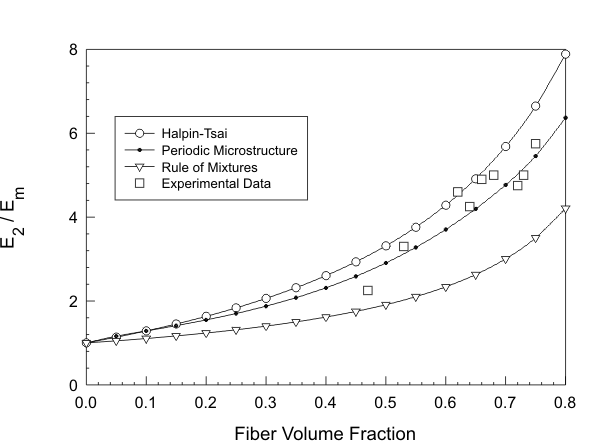 8
6
4
2
0
E2 / Em
Halpin-Tsai
Periodic Microstructure
Rule of Mixtures
Experimental Data
0.0 0.1 0.2 0.3 0.4 0.5 0.6 0.7 0.8
Fiber Volume Fraction